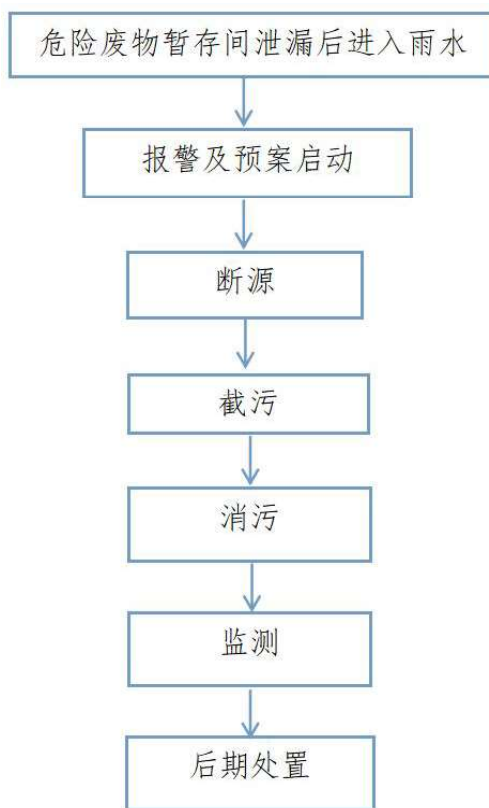 危险废物暂存间泄漏后进入雨水
报警及预案启动
断源
截污
消污
监测
后期处置